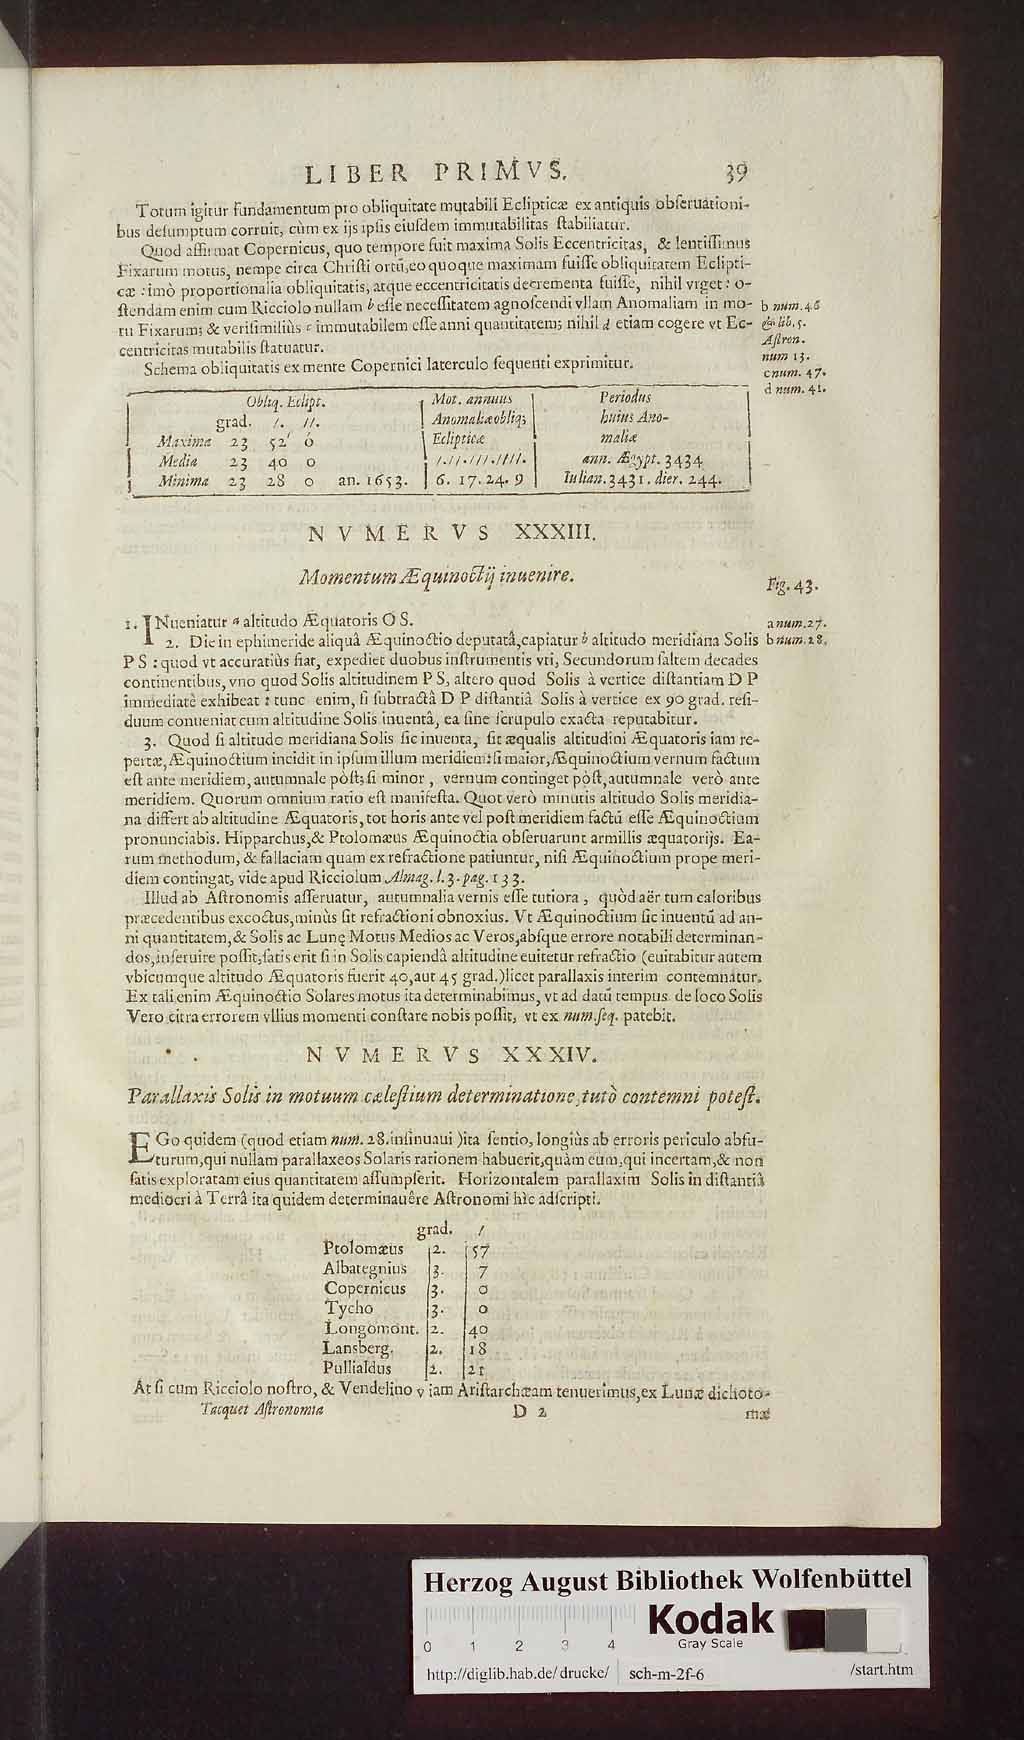 LIBER PRIMVS. 39
Totum igitur fundamentum pro obliquitate mutabili Eclipticæ ex antiquis obſeruationi-
bus deſumptum corruit, cùm ex ijs ipſis eiuſdem immutabilitas ſtabiliatur.
Quod affirmat Copernicus, quo tempore fuit maxima Solis Eccentricitas, & lentiſſimus
Fixarum motus, nempe circa Chriſti ortũ, eo quoque maximam fuiſſe obliquitatem Eclipti-
cæ : imò proportionalia obliquitatis, atque eccentricitatis decrementa fuiſſe, nihil vrget : o-
ſtendam enim cum Ricciolo nullam b eſſe neceſſitatem agnoſcendi vllam Anomaliam in mo-
tu Fixarum; & veriſimiliùs c immutabilem eſſe anni quantitatem; nihil d etiam cogere vt Ec-
centricitas mutabilis ſtatuatur.
b num. 46
& lib. 5.
Aſtron.
num 13.
c num. 47.
d num. 41.
Schema obliquitatis ex mente Copernici laterculo ſequenti exprimitur.
Obliq. Eclipt. Mot. annuus Periodus
grad. /. //. Anomaliæ obliq; huius Ano-
Maxima 23 52 0 Eclipticæ maliæ
Media 23 40 0 /.//.///.////. ann. Ægypt. 3434
Minima 23 28 0 an. 1653. 6. 17. 24. 9 Iulian. 3431. dier. 244.
NVMERVS XXXIII.
Momentum Æquinoctij inuenire.
Fig. 43.
1. INueniatur a altitudo Æquatoris O S. a num. 27.
2. Die in ephimeride aliquâ Æquinoctio deputatâ, capiatur b altitudo meridiana Solis b num. 28.
P S : quod vt accuratiùs fiat, expediet duobus inſtrumentis vti, Secundorum ſaltem decades
continentibus, vno quod Solis altitudinem P S, altero quod Solis à vertice diſtantiam D P
immediatè exhibeat : tunc enim, ſi ſubtractâ D P diſtantiâ Solis à vertice ex 90 grad. reſi-
duum conueniat cum altitudine Solis inuentâ, ea ſine ſcrupulo exacta reputabitur.
3. Quod ſi altitudo meridiana Solis ſic inuenta, ſit æqualis altitudini Æquatoris iam re-
pertæ, Æquinoctium incidit in ipſum illum meridiem: ſi maior, Æquinoctium vernum factum
eſt ante meridiem, autumnale pòſt; ſi minor, vernum continget pòſt, autumnale verò ante
meridiem. Quorum omnium ratio eſt manifeſta. Quot verò minutis altitudo Solis meridia-
na differt ab altitudine Æquatoris, tot horis ante vel poſt meridiem factũ eſſe Æquinoctium
pronunciabis. Hipparchus, & Ptolomæus Æquinoctia obſeruarunt armillis æquatorijs. Ea-
rum methodum, & fallaciam quam ex refractione patiuntur, niſi Æquinoctium prope meri-
diem contingat, vide apud Ricciolum Almag. l. 3. pag. 133.
Illud ab Aſtronomis aſſeruatur, autumnalia vernis eſſe tutiora, quòd aër tum caloribus
præcedentibus excoctus, minùs ſit refractioni obnoxius. Vt Æquinoctium ſic inuentũ ad an-
ni quantitatem, & Solis ac Lunę Motus Medios ac Veros, abſque errore notabili determinan-
dos, inſeruire poſſit, ſatis erit ſi in Solis capiendâ altitudine euitetur refractio (euitabitur autem
vbicumque altitudo Æquatoris fuerit 40, aut 45 grad.) licet parallaxis interim contemnatur.
Ex tali enim Æquinoctio Solares motus ita determinabimus, vt ad datũ tempus de loco Solis
Vero citra errorem vllius momenti conſtare nobis poſſit, vt ex num. ſeq. patebit.
NVMERVS XXXIV.
Parallaxis Solis in motuum cæleſtium determinatione tutò contemni poteſt.
EGo quidem (quod etiam num. 28. inſinuaui) ita ſentio, longiùs ab erroris periculo abfu-
turum, qui nullam parallaxeos Solaris rationem habuerit, quàm eum, qui incertam, & non
ſatis exploratam eius quantitatem aſſumpſerit. Horizontalem parallaxim Solis in diſtantiâ
mediocri à Terrâ ita quidem determinauêre Aſtronomi hìc adſcripti.
grad. /
Ptolomæus 2. 57
Albategnius 3. 7
Copernicus 3. 0
Tycho 3. 0
Longomont. 2. 40
Lansberg. 2. 18
Pullialdus 2. 21
At ſi cum Ricciolo noſtro, & Vendelino viam Ariſtarchæam tenuerimus, ex Lunæ dichoto-
Tacquet Aſtronomia D 2 mæ
Herzog August Bibliothek Wolfenbüttel
Kodak
Gray Scale
0 1 2 3 4
http://diglib.hab.de/drucke/ sch-m-2f-6 /start.htm